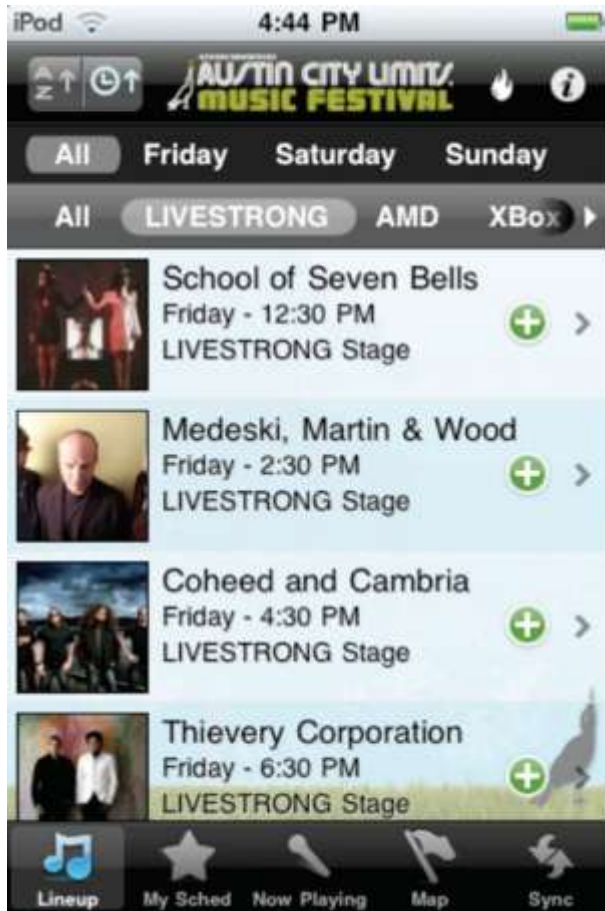 iPod 4:44 PM
AZ
AUSTIN CITY LIMITS
MUSIC FESTIVAL
i
All Friday Saturday Sunday
All LIVESTRONG AMD XBox
School of Seven Bells
Friday - 12:30 PM
LIVESTRONG Stage
Medeski, Martin & Wood
Friday - 2:30 PM
LIVESTRONG Stage
Coheed and Cambria
Friday - 4:30 PM
LIVESTRONG Stage
Thievery Corporation
Friday - 6:30 PM
LIVESTRONG Stage
Lineup My Sched Now Playing Map Sync